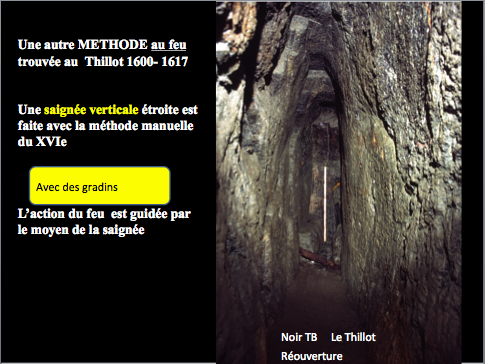 Une autre METHODE au feu
trouvée au Thillot 1600- 1617
Une saignée verticale étroite est
faite avec la méthode manuelle
du XVIe
Avec des gradins
L’action du feu est guidée par
le moyen de la saignée
Noir TB Le Thillot
Réouverture